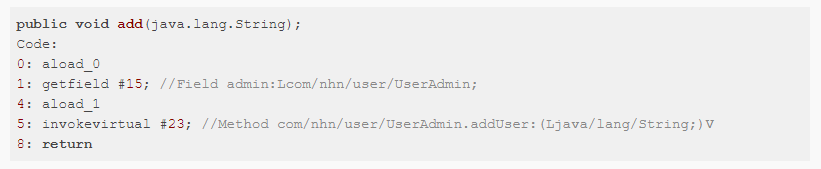 public void add(java.lang.String);
Code:
0: aload_0
1: getfield #15; //Field admin:Lcom/nhn/user/UserAdmin;
4: aload_1
5: invokevirtual #23; //Method com/nhn/user/UserAdmin.addUser:(Ljava/lang/String;)V
8: return